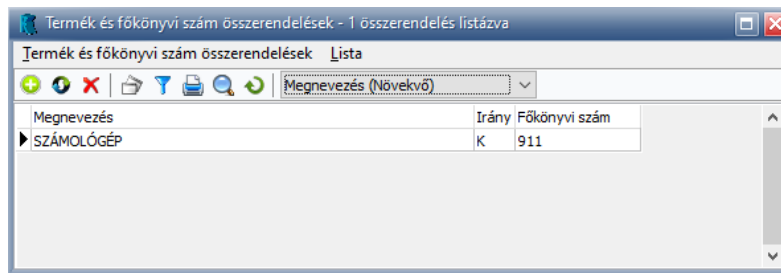 Termék és főkönyvi szám összerendelések - 1 összerendelés listázva
Termék és főkönyvi szám összerendelések Lista
Megnevezés (Növekvő)
Megnevezés Irány Főkönyvi szám
SZÁMOLÓGÉP K 911